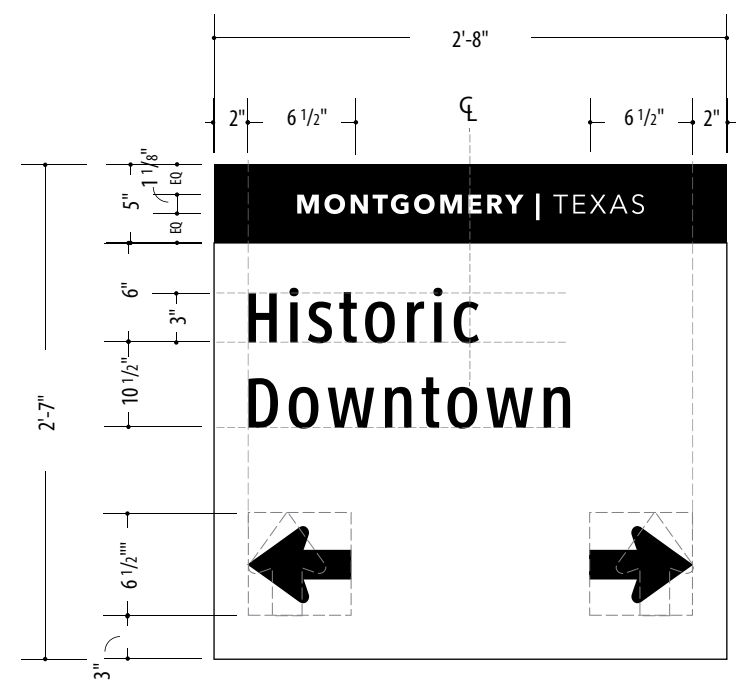 2'-8"
2" 6 1/2" CL 6 1/2" 2"
1 1/8"
EQ
5"
EQ
MONTGOMERY | TEXAS
6"
3"
Historic
10 1/2"
Downtown
2'-7"
6 1/2""
3"